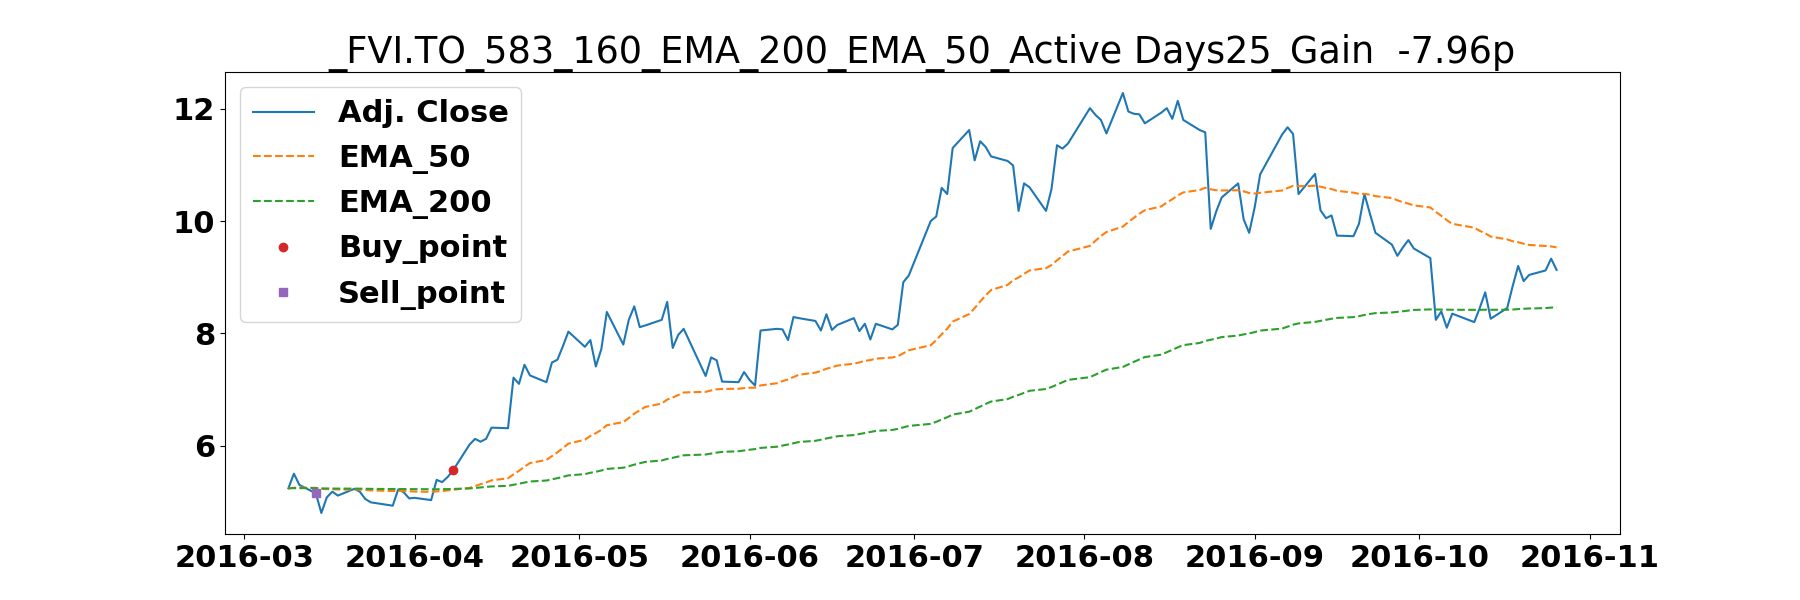 _FVI.TO_583_160_EMA_200_EMA_50_Active Days25_Gain  -7.96p
Adj. Close
EMA_50
EMA_200
Buy_point
Sell_point
12
10
8
6
2016-03 2016-04 2016-05 2016-06 2016-07 2016-08 2016-09 2016-10 2016-11